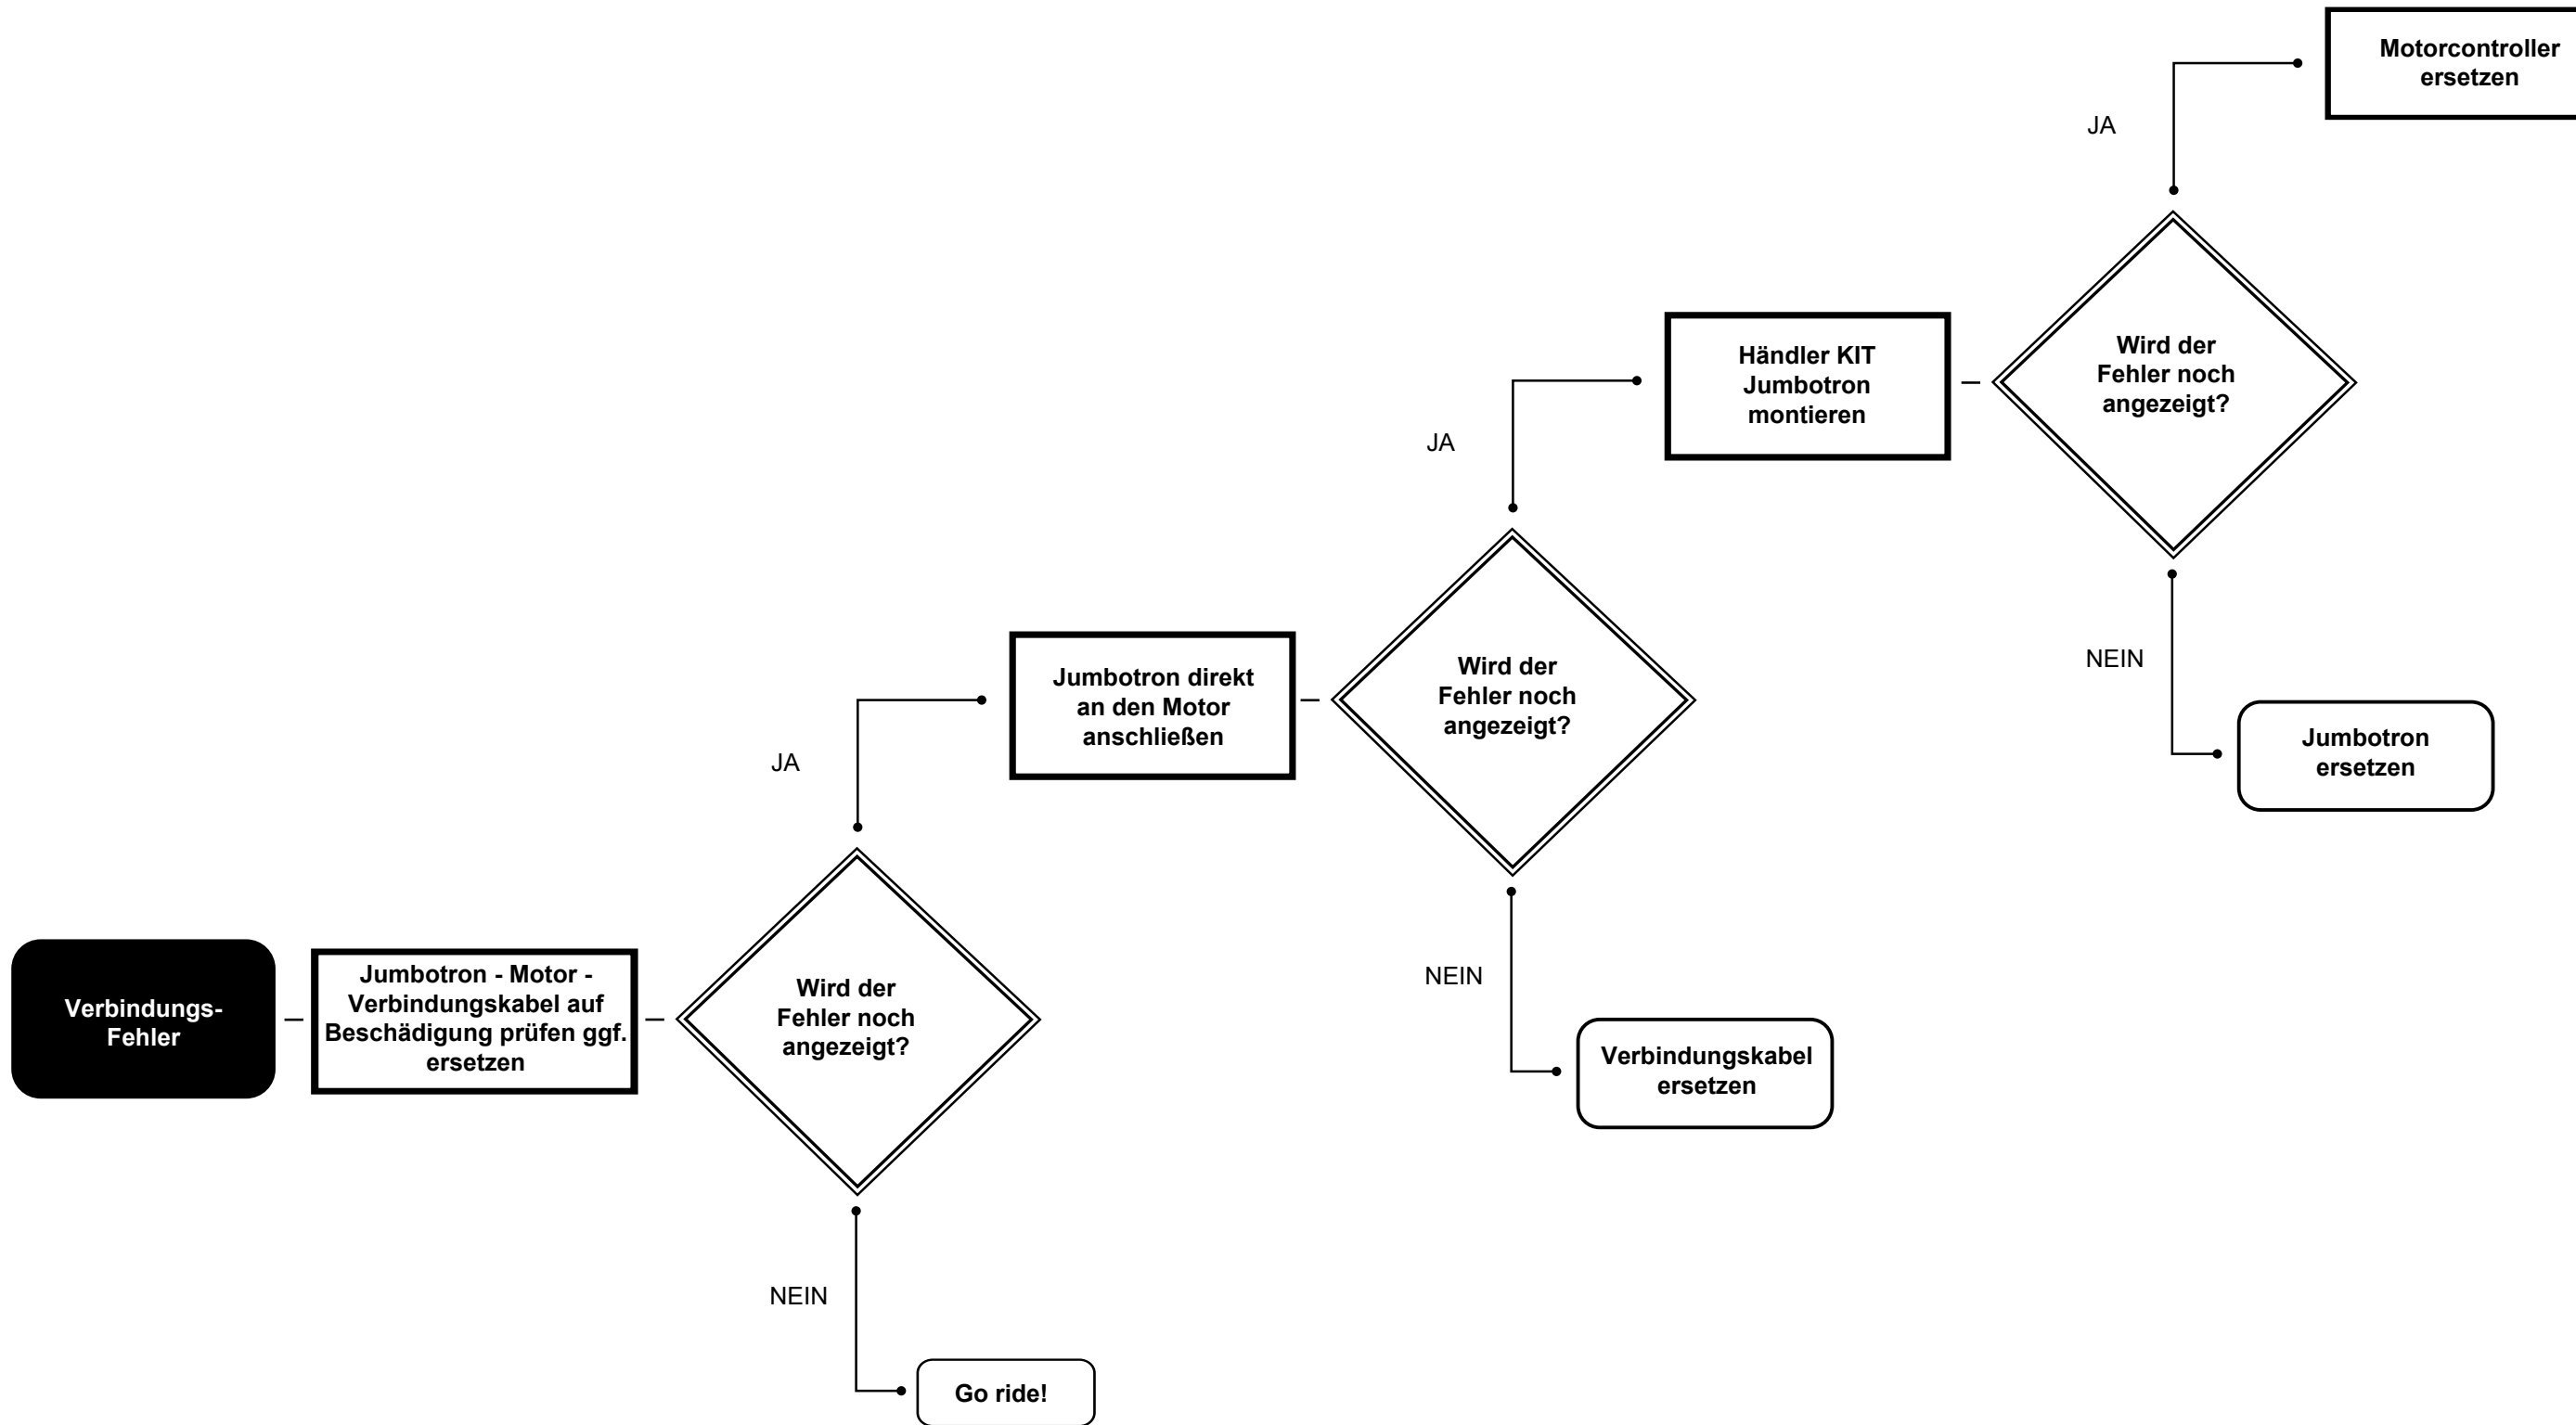 Verbindungs-
Fehler
Jumbotron - Motor -
Verbindungskabel auf
Beschädigung prüfen ggf.
ersetzen
Wird der
Fehler noch
angezeigt?
JA
NEIN
Go ride!
Jumbotron direkt
an den Motor
anschließen
Wird der
Fehler noch
angezeigt?
JA
NEIN
Verbindungskabel
ersetzen
Händler KIT
Jumbotron
montieren
Wird der
Fehler noch
angezeigt?
JA
NEIN
Jumbotron
ersetzen
Motorcontroller
ersetzen